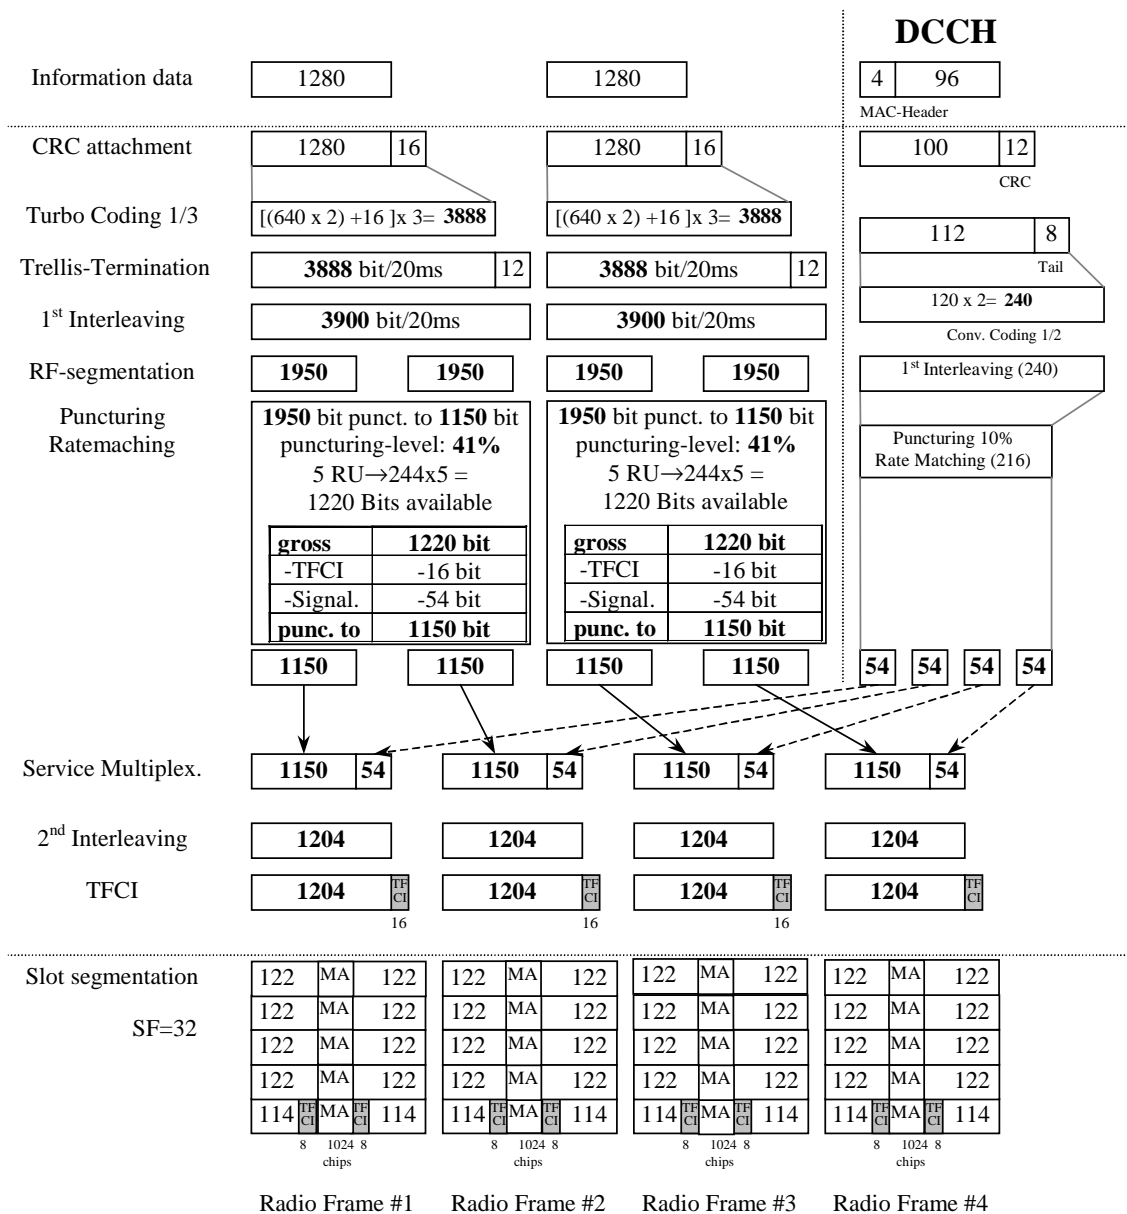 DCCH
Information data 1280 1280 4 96
MAC-Header
CRC attachment 1280 16 1280 16 100 12
CRC
Turbo Coding 1/3 [(640 x 2) +16 ]x 3= 3888 [(640 x 2) +16 ]x 3= 3888
112 8
Trellis-Termination 3888 bit/20ms 12 3888 bit/20ms 12
Tail
120 x 2= 240
1st Interleaving 3900 bit/20ms 3900 bit/20ms
Conv. Coding 1/2
RF-segmentation 1950 1950 1950 1950 1st Interleaving (240)
Puncturing 1950 bit punct. to 1150 bit 1950 bit punct. to 1150 bit
Ratemaching puncturing-level: 41% puncturing-level: 41% Puncturing 10%
5 RU→244x5 = 5 RU→244x5 = Rate Matching (216)
1220 Bits available 1220 Bits available
gross 1220 bit gross 1220 bit
-TFCI -16 bit -TFCI -16 bit
-Signal. -54 bit -Signal. -54 bit
punc. to 1150 bit punc. to 1150 bit
1150 1150 1150 1150 54 54 54 54
Service Multiplex. 1150 54 1150 54 1150 54 1150 54
2nd Interleaving 1204 1204 1204 1204
TFCI 1204 TF CI 1204 TF CI 1204 TF CI 1204 TF CI
16 16 16
Slot segmentation 122 MA 122 122 MA 122 122 MA 122 122 MA 122
SF=32 122 MA 122 122 MA 122 122 MA 122 122 MA 122
122 MA 122 122 MA 122 122 MA 122 122 MA 122
122 MA 122 122 MA 122 122 MA 122 122 MA 122
114 TF CI MA TF CI 114 114 TF CI MA TF CI 114 114 TF CI MA TF CI 114 114 TF CI MA TF CI 114
8 1024 8 8 1024 8 8 1024 8 8 1024 8
chips chips chips chips
Radio Frame #1 Radio Frame #2 Radio Frame #3 Radio Frame #4